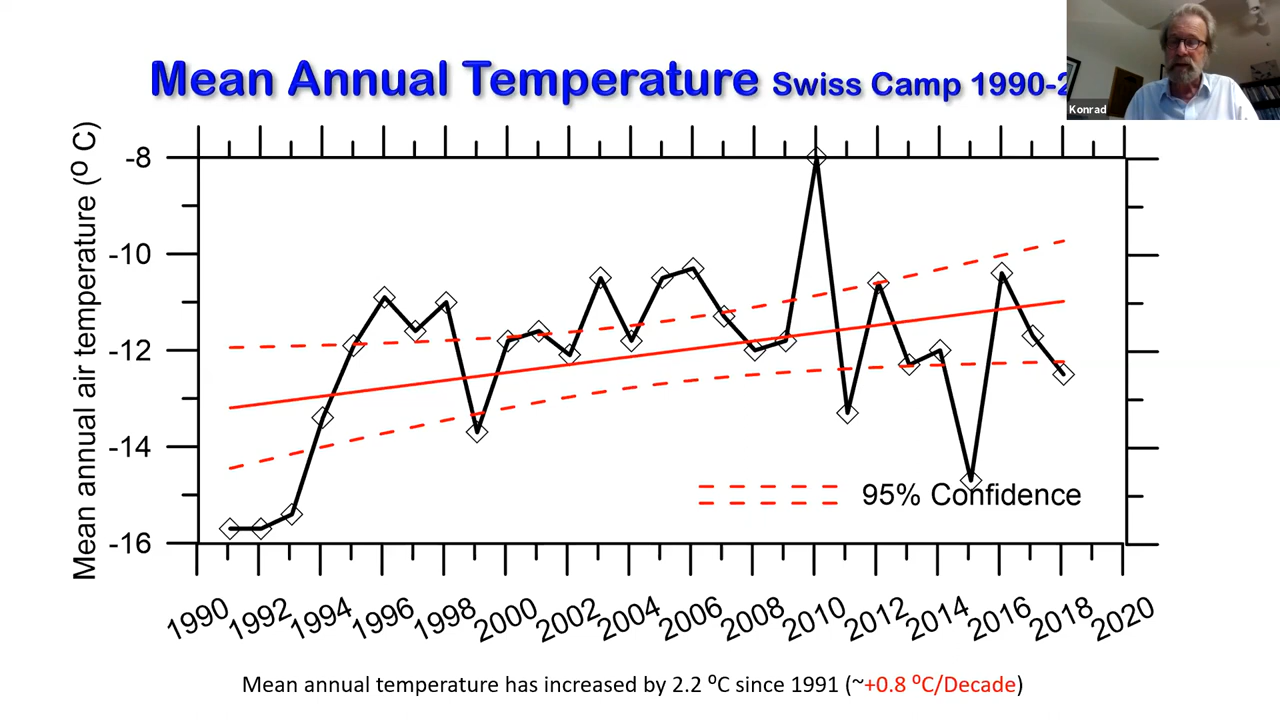 Mean Annual Temperature Swiss Camp 1990-2
Konrad
Mean annual air temperature (º C)
-8
-10
-12
-14
-16
95% Confidence
1990 1992 1994 1996 1998 2000 2002 2004 2006 2008 2010 2012 2014 2016 2018 2020
Mean annual temperature has increased by 2.2 ºC since 1991 (~+0.8 ºC/Decade)